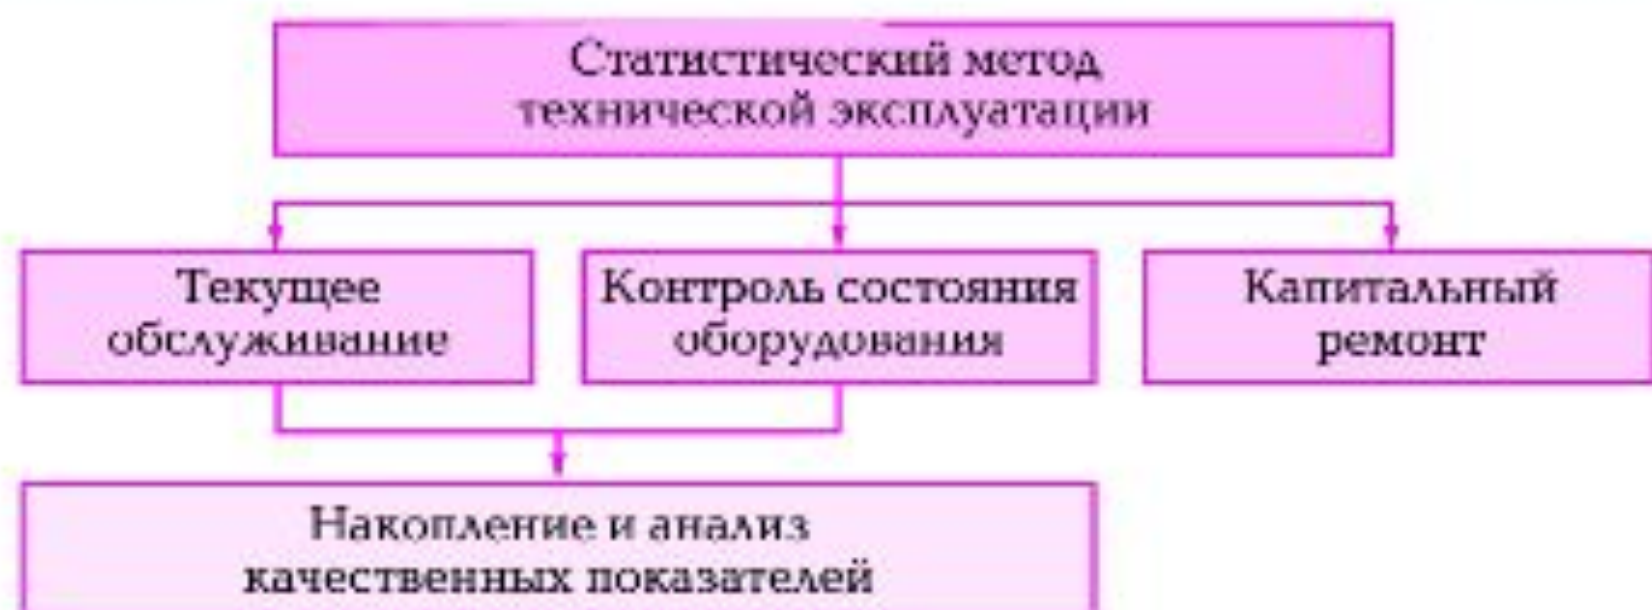 Статистический метод
технической эксплуатации
Текущее
обслуживание
Контроль состояния
оборудования
Капитальный
ремонт
Накопление и анализ
качественных показателей